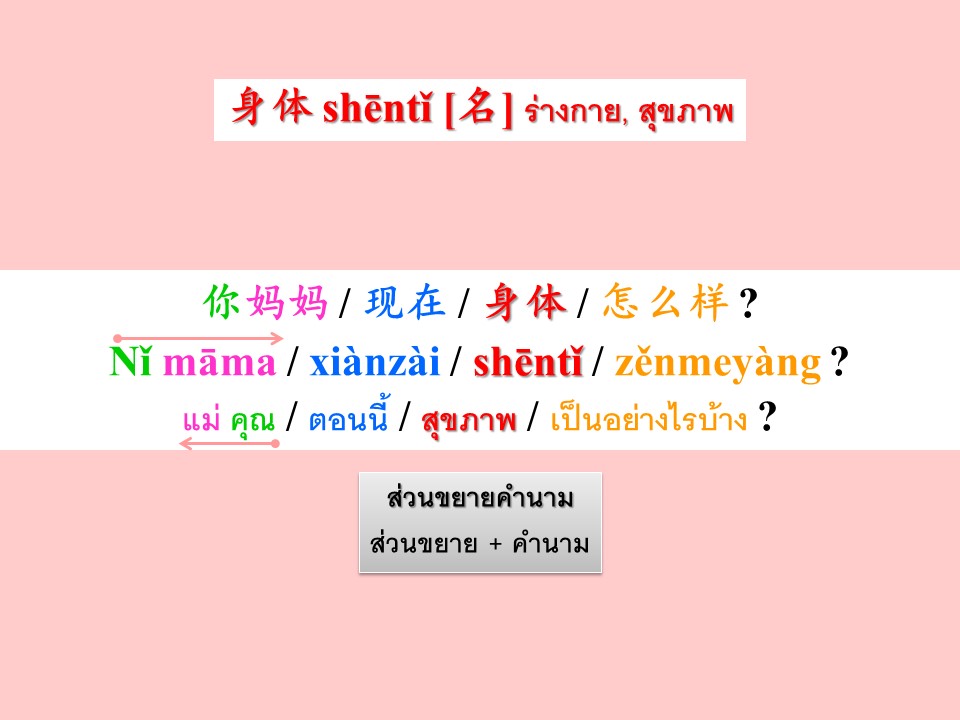 身体 shēntǐ [名] ร่างกาย, สุขภาพ
你妈妈 / 现在 / 身体 / 怎么样 ?
Nǐ māma / xiànzài / shēntǐ / zěnmeyàng ?
แม่ คุณ / ตอนนี้ / สุขภาพ / เป็นอย่างไรบ้าง ?
ส่วนขยายคำนาม
ส่วนขยาย + คำนาม